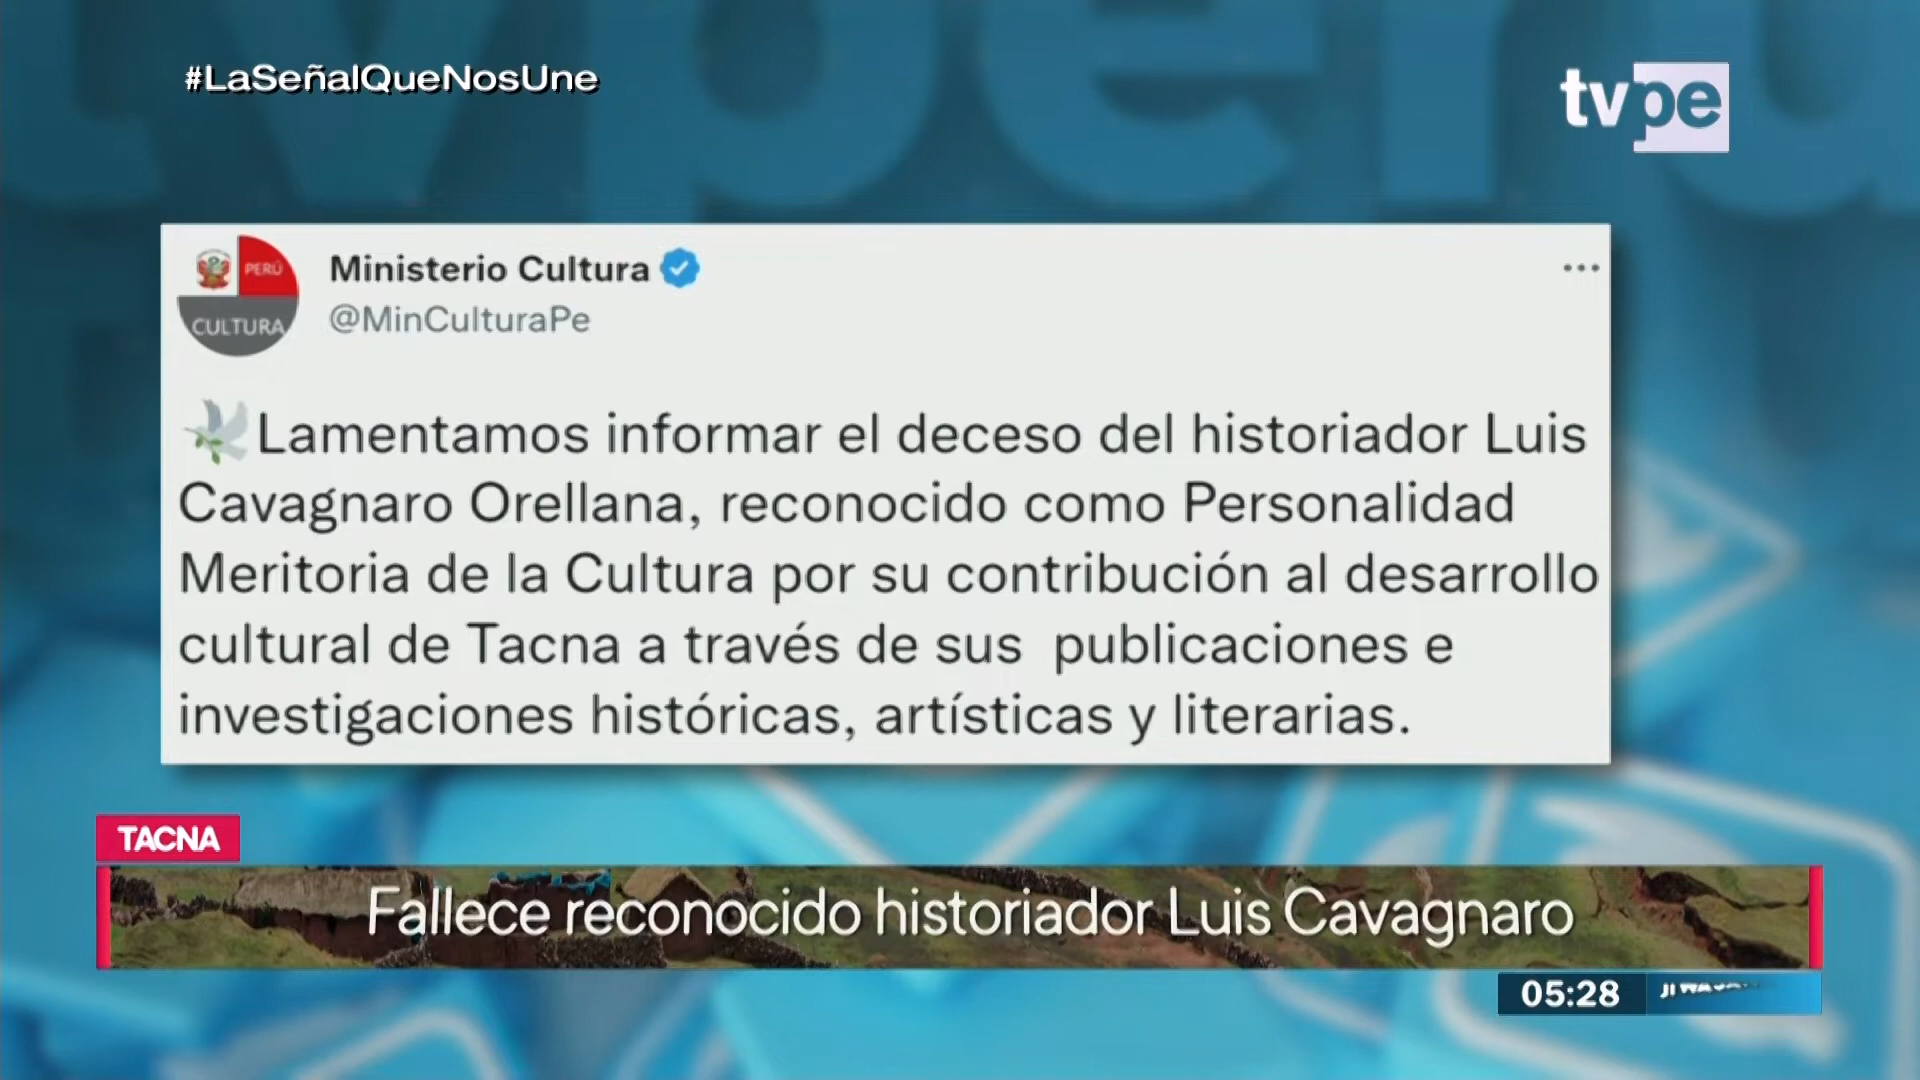 #LaSeñalQueNosUne
tvpe
PERÚ
CULTURA
Ministerio Cultura
@MinCulturaPe
Lamentamos informar el deceso del historiador Luis
Cavagnaro Orellana, reconocido como Personalidad
Meritoria de la Cultura por su contribución al desarrollo
cultural de Tacna a través de sus publicaciones e
investigaciones históricas, artísticas y literarias.
TACNA
Fallece reconocido historiador Luis Cavagnaro
05:28